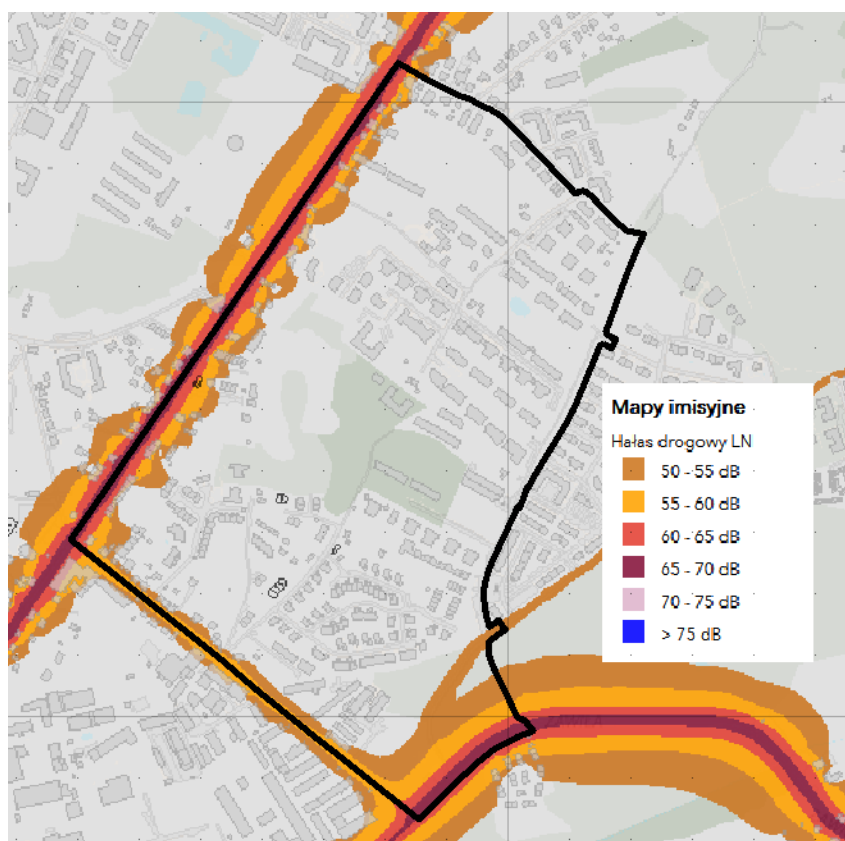 Mapy imisyjne
Hałas drogowy LN
50 - 55 dB
55 - 60 dB
60 - 65 dB
65 - 70 dB
70 - 75 dB
> 75 dB